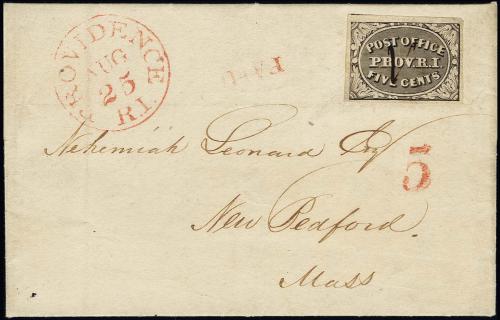 PROVIDENCE
R.I.
AUG
25
PAID
POST OFFICE
PROV. R.I.
FIVE CENTS
5
Nehemiah Leonard Esq
New Bedford
Mass